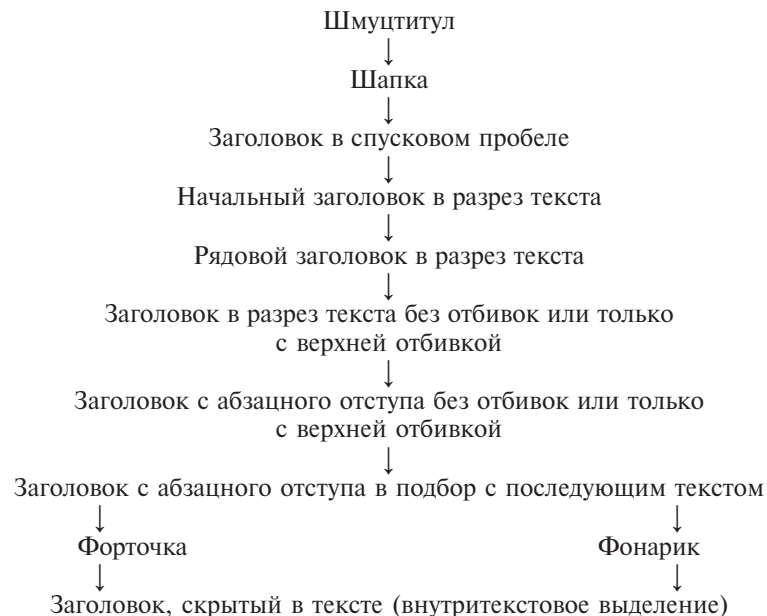 Шмуцтитул
Шапка
Заголовок в спусковом пробеле
Начальный заголовок в разрез текста
Рядовой заголовок в разрез текста
Заголовок в разрез текста без отбивок или только
с верхней отбивкой
Заголовок с абзацного отступа без отбивок или только
с верхней отбивкой
Заголовок с абзацного отступа в подбор с последующим текстом
Форточка
Фонарик
Заголовок, скрытый в тексте (внутритекстовое выделение)